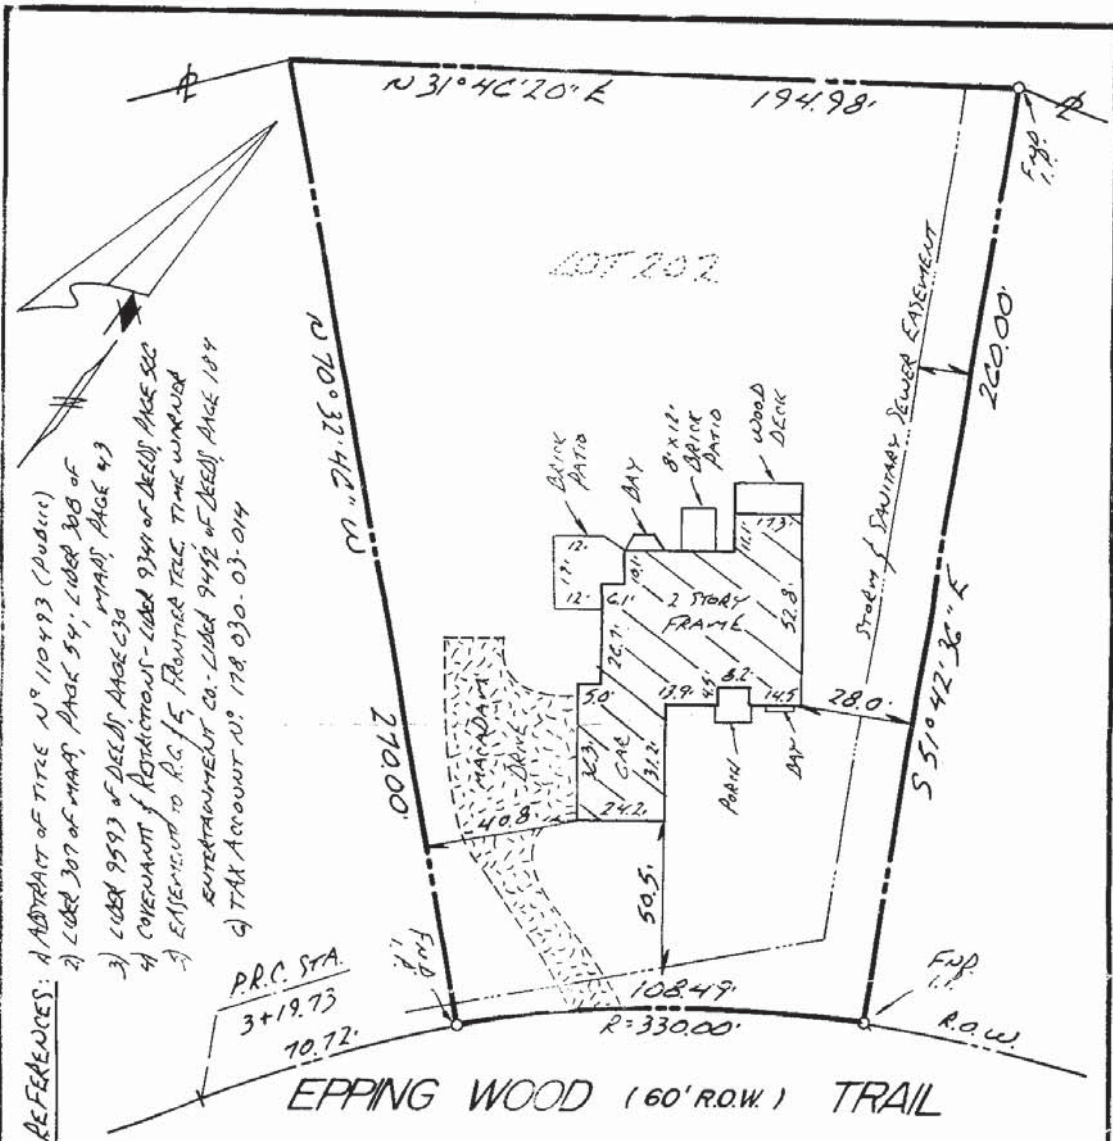 N 31° 46' 20" E
194.98'
FND. I.P.
LOT 202
STORM & SANITARY SEWER EASEMENT
260.00'
S 51° 42' 36" E
N 70° 32' 46" W
270.00'
BRICK PATIO
BAY
8' X 12' BRICK PATIO
WOOD DECK
12'
12'
10.1'
11.1'
17.3'
6.1'
2 STORY
FRAME
52.8'
26.7'
5.0'
13.9'
4.5'
8.2'
14.5'
28.0'
MACADAM
DRIVE
36.3'
GAR
31.2'
24.2'
40.8'
PORCH
BAY
50.5'
REFERENCES: 1) ABSTRACT OF TITLE Nº 110493 (PUBLIC)
2) LIBER 307 OF MAPS, PAGE 54; LIBER 308 OF
MAPS, PAGE 43
3) LIBER 9593 OF DEEDS, PAGE 630
4) COVENANTS & RESTRICTIONS - LIBER 9341 OF DEEDS, PAGE
5) EASEMENT TO R.G.&E, FRONTIER TELE, TIME WARNER
ENTERTAINMENT CO. - LIBER 9452 OF DEEDS, PAGE 184
6) TAX ACCOUNT Nº 178.030-03-014
P.R.C. STA.
3+19.73
70.72'
FND. I.P.
108.49'
R=330.00'
FND. I.P.
R.O.W.
EPPING WOOD (60' R.O.W.) TRAIL